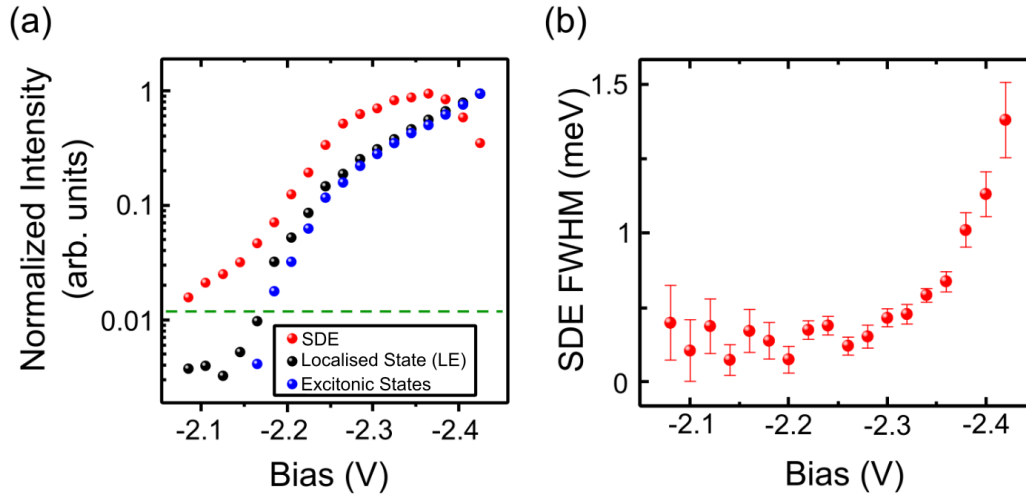 (a)
Normalized Intensity
(arb. units)
1
0.1
0.01
SDE
Localised State (LE)
Excitonic States
-2.1
-2.2
-2.3
-2.4
Bias (V)
(b)
SDE FWHM (meV)
1.5
1
0
-2.1
-2.2
-2.3
-2.4
Bias (V)